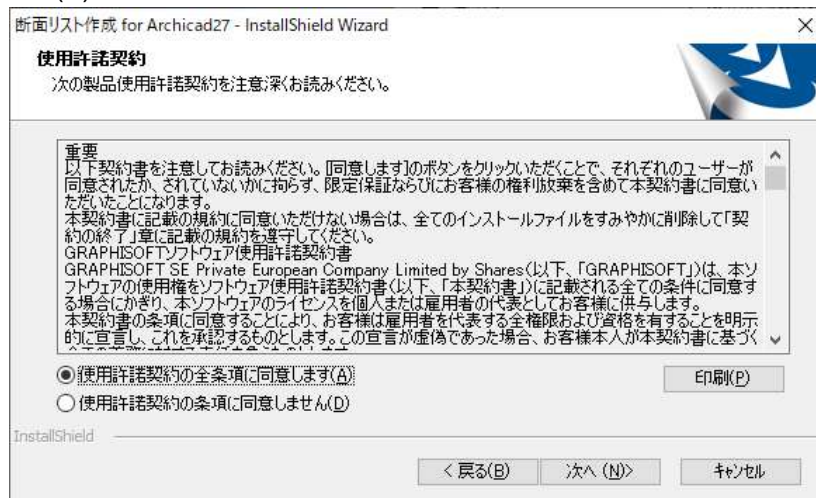 断面リスト作成 for Archicad27 - InstallShield Wizard
使用許諾契約
次の製品使用許諾契約を注意深くお読みください。
重要
以下契約書を注意してお読みください。[同意します]のボタンをクリックいただくことで、それぞれのユーザーが
同意されたか、されていないかに拘らず、限定保証ならびにお客様の権利放棄を含めて本契約書に同意い
ただいたことになります。
本契約書に記載の規約に同意いただけない場合は、全てのインストールファイルをすみやかに削除して「契
約の終了」章に記載の規約を遵守してください。
GRAPHISOFTソフトウェア使用許諾契約書
GRAPHISOFT SE Private European Company Limited by Shares(以下、「GRAPHISOFT」)は、本ソ
フトウェアの使用権をソフトウェア使用許諾契約書(以下、「本契約書」)に記載される全ての条件に同意す
る場合にかぎり、本ソフトウェアのライセンスを個人または雇用者の代表としてお客様に供与します。
本契約書の条項に同意することにより、お客様は雇用者を代表する全権限および資格を有することを明示
的に宣言し、これを承認するものとします。この宣言が虚偽であった場合、お客様本人が本契約書に基づく
使用許諾契約の全条項に同意します(A)
印刷(P)
使用許諾契約の条項に同意しません(D)
InstallShield
< 戻る(B)
次へ (N)>
キャンセル